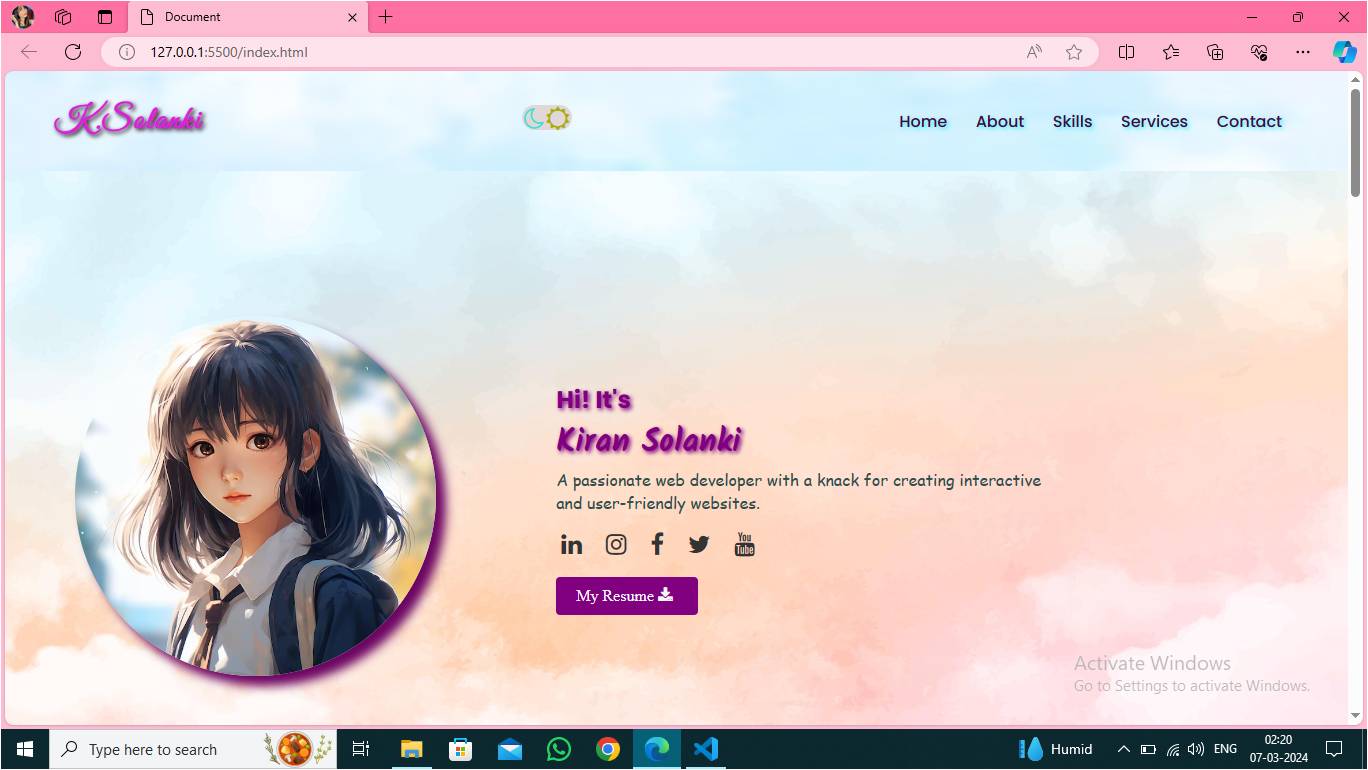 Document
127.0.0.1:5500/index.html
K.Solanki
Home About Skills Services Contact
Hi! It's
Kiran Solanki
A passionate web developer with a knack for creating interactive
and user-friendly websites.
in f You Tube
My Resume
Activate Windows
Go to Settings to activate Windows.
Type here to search
Humid
ENG
02:20
07-03-2024